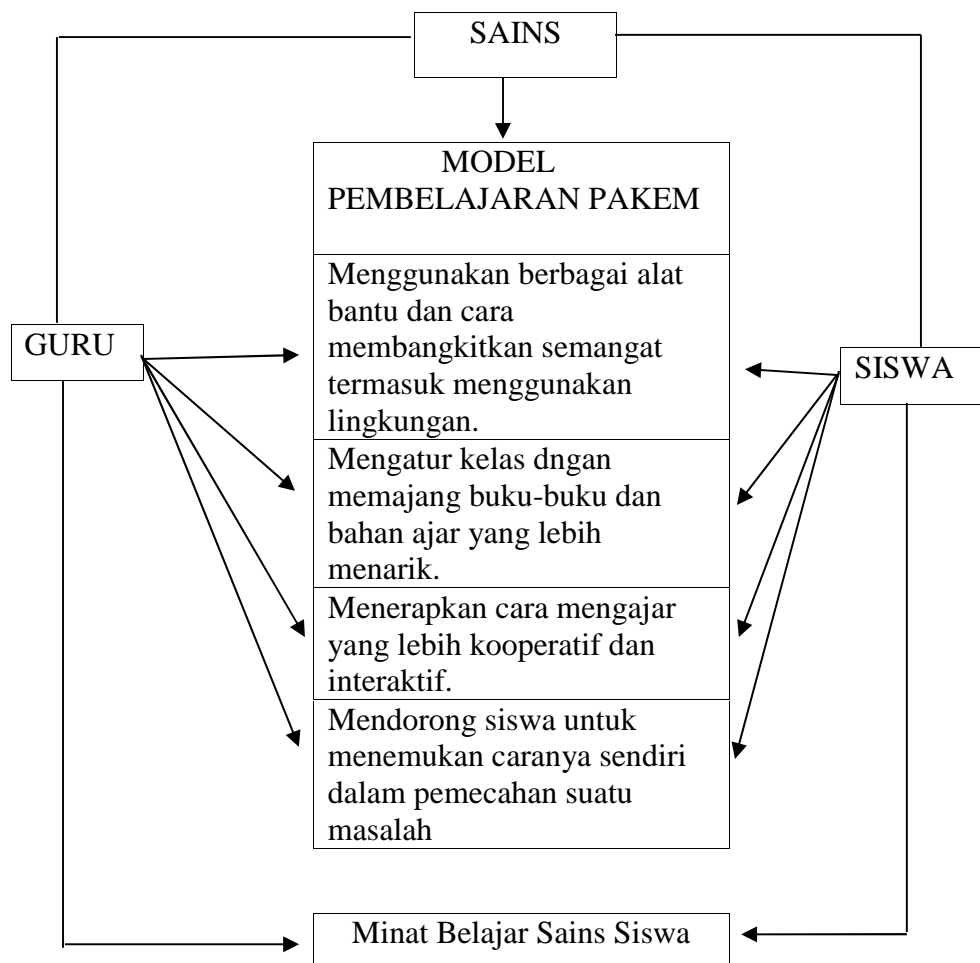 SAINS
MODEL
PEMBELAJARAN PAKEM
Menggunakan berbagai alat
bantu dan cara
membangkitkan semangat
termasuk menggunakan
lingkungan.
GURU
SISWA
Mengatur kelas dngan
memajang buku-buku dan
bahan ajar yang lebih
menarik.
Menerapkan cara mengajar
yang lebih kooperatif dan
interaktif.
Mendorong siswa untuk
menemukan caranya sendiri
dalam pemecahan suatu
masalah
Minat Belajar Sains Siswa